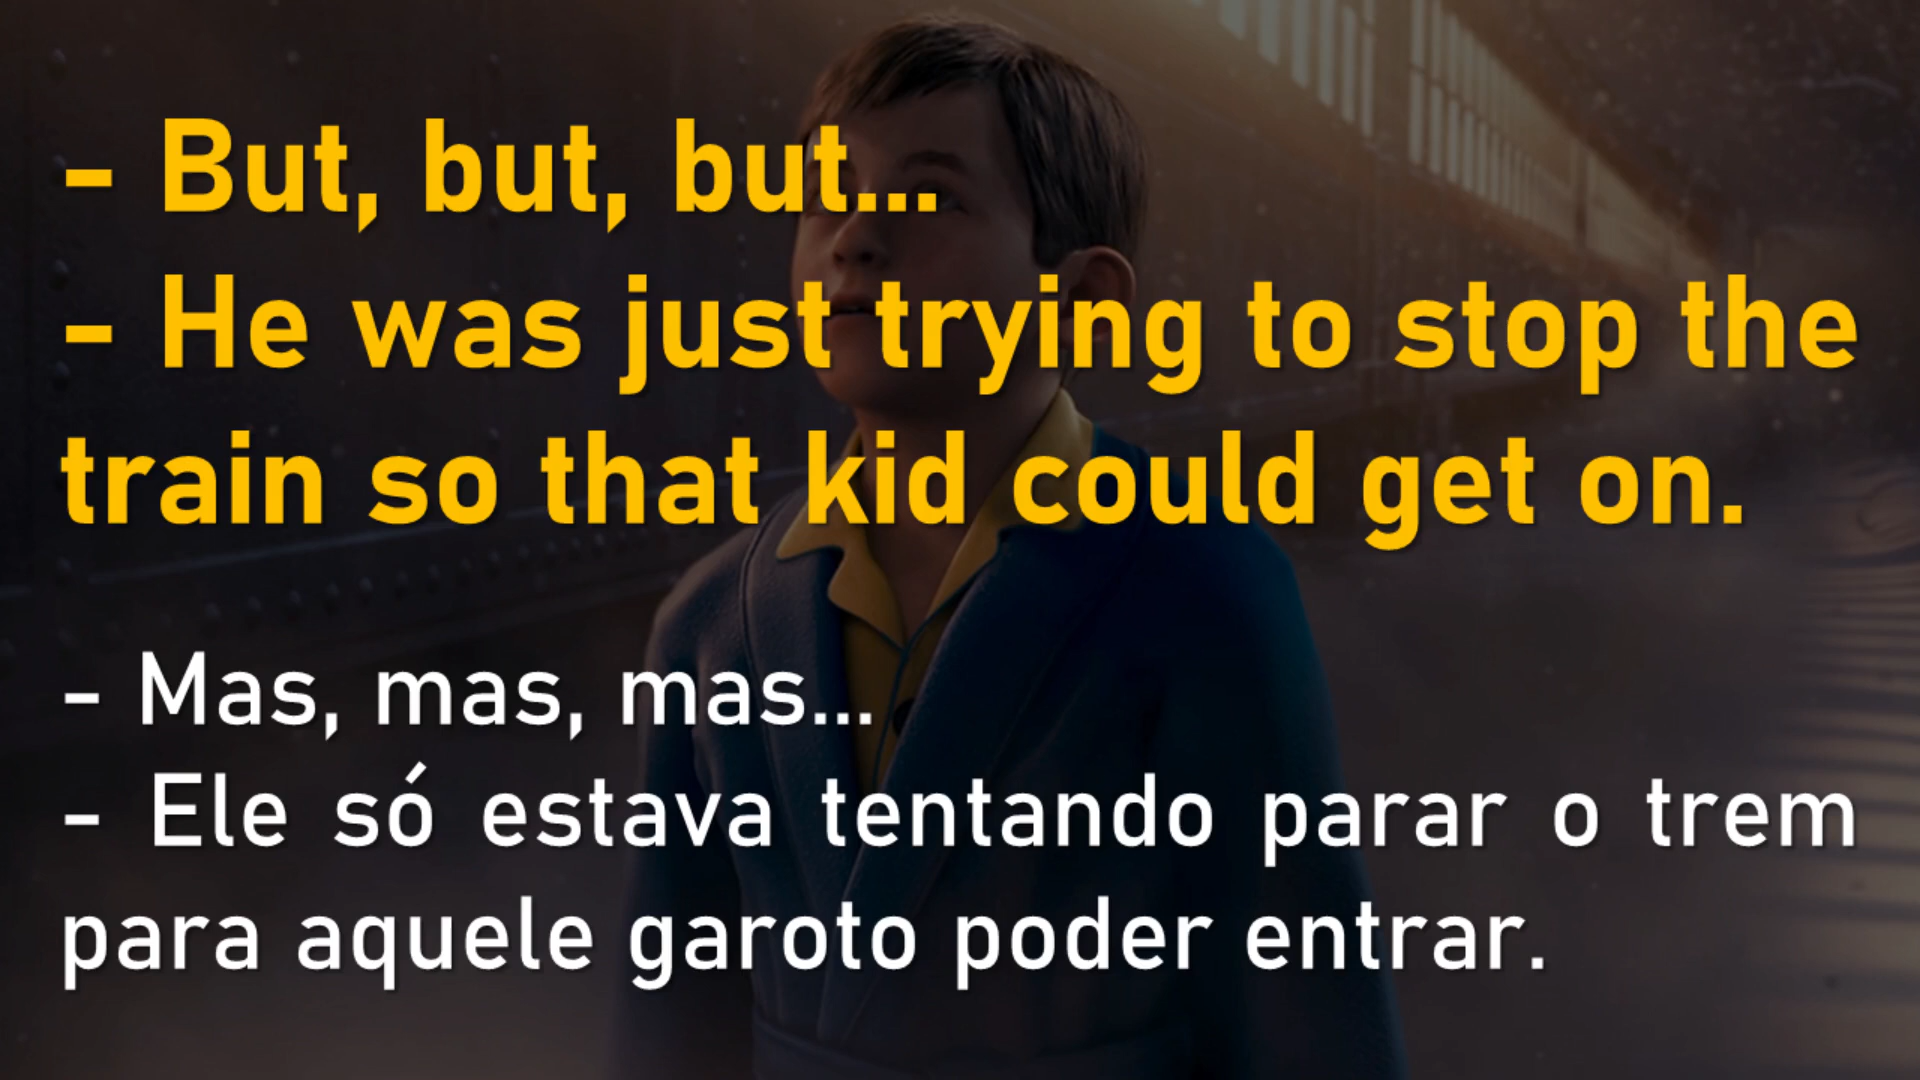 - But, but, but...
- He was just trying to stop the
train so that kid could get on.
- Mas, mas, mas...
- Ele só estava tentando parar o trem
para aquele garoto poder entrar.